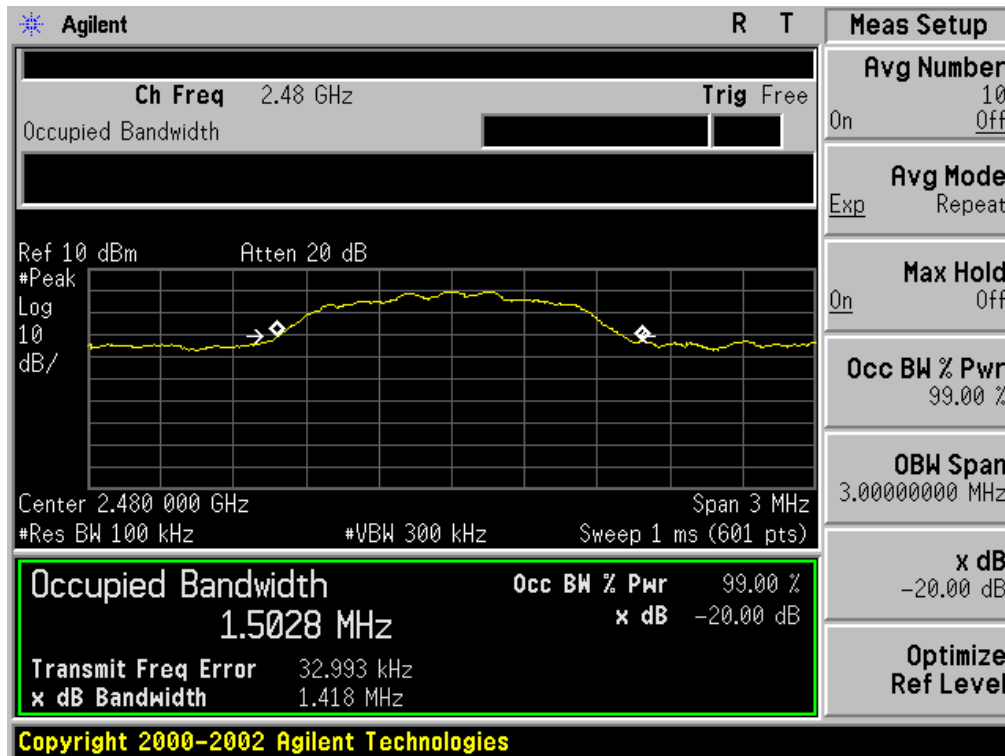 Agilent R T
Ch Freq 2.48 GHz Trig Free
Occupied Bandwidth
Ref 10 dBm Atten 20 dB
#Peak
Log
10
dB/
Center 2.480 000 GHz Span 3 MHz
#Res BW 100 kHz #VBW 300 kHz Sweep 1 ms (601 pts)
Occupied Bandwidth
1.5028 MHz
Occ BW % Pwr 99.00 %
x dB -20.00 dB
Transmit Freq Error 32.993 kHz
x dB Bandwidth 1.418 MHz
Copyright 2000-2002 Agilent Technologies
Meas Setup
Avg Number
10
On Off
Avg Mode
Exp Repeat
Max Hold
On Off
Occ BW % Pwr
99.00 %
OBW Span
3.00000000 MHz
x dB
-20.00 dB
Optimize
Ref Level